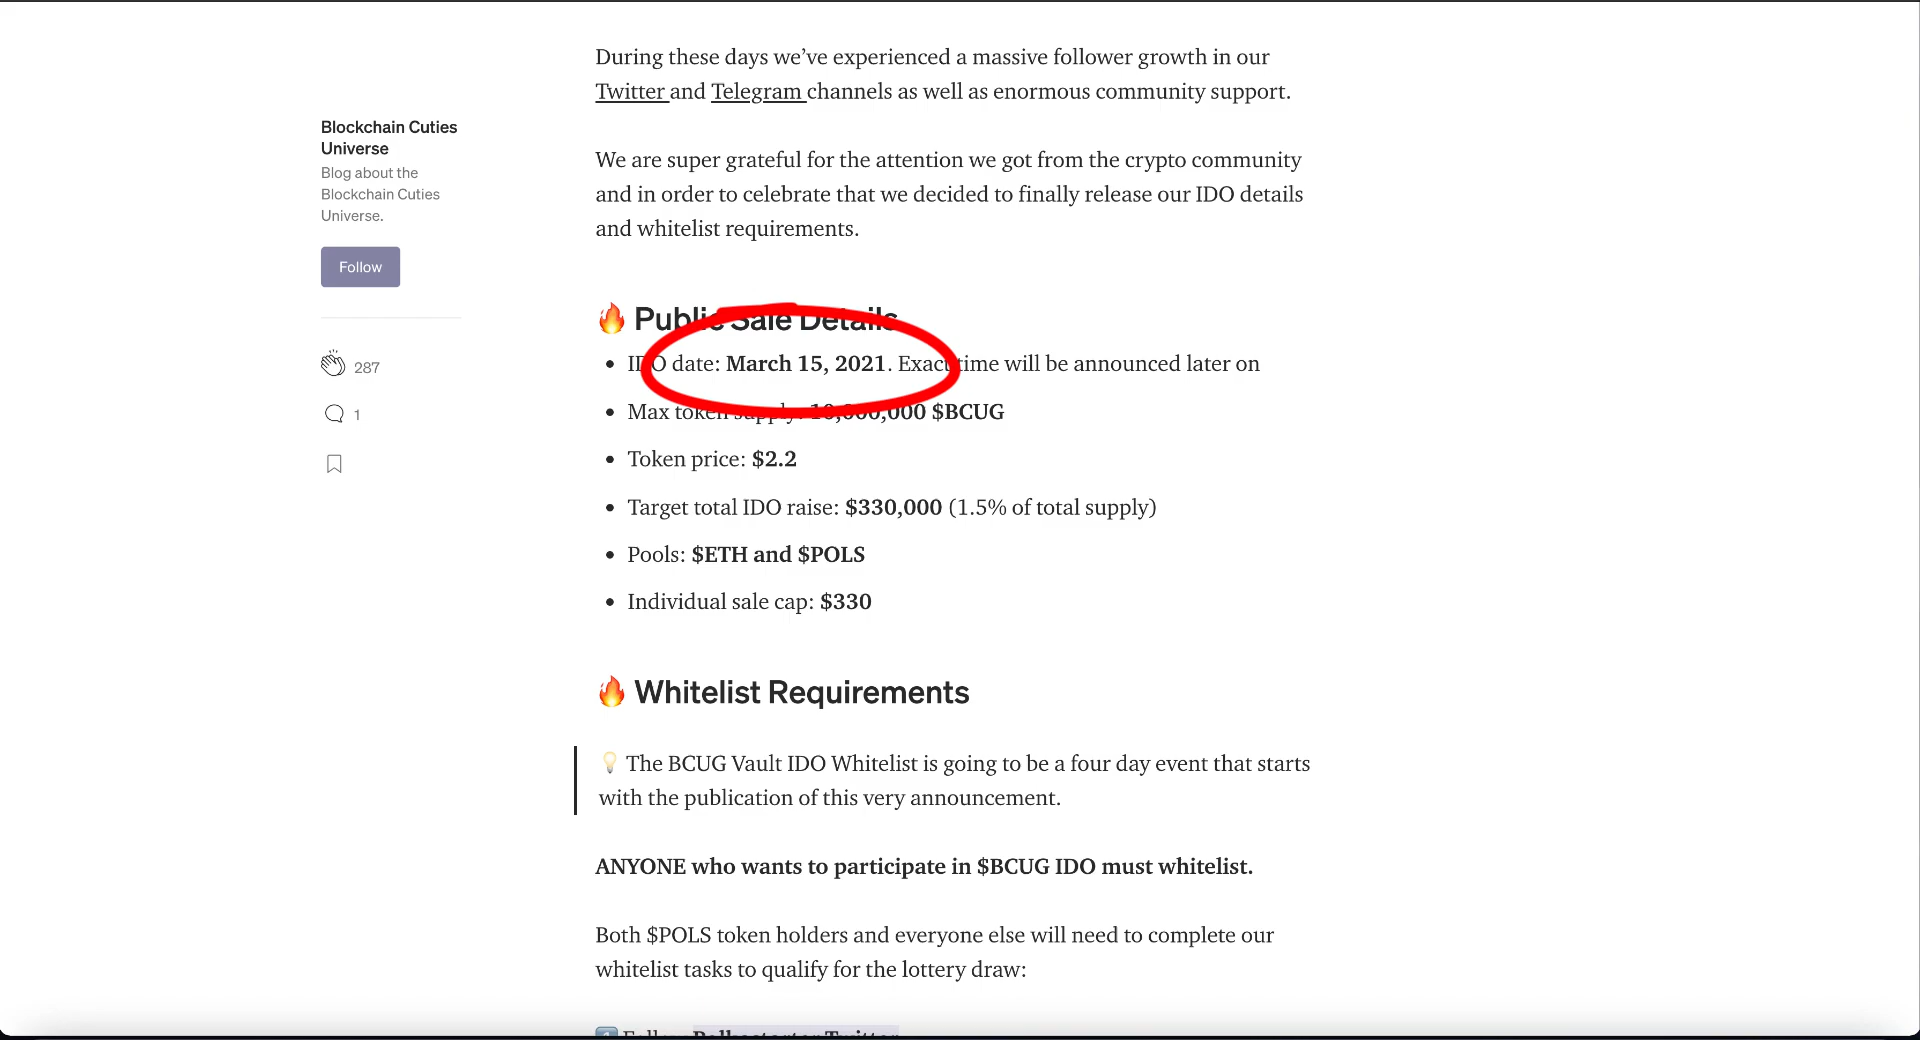 During these days we’ve experienced a massive follower growth in our
Twitter and Telegram channels as well as enormous community support.
Blockchain Cuties
Universe
Blog about the
Blockchain Cuties
Universe.
Follow
287
1
We are super grateful for the attention we got from the crypto community
and in order to celebrate that we decided to finally release our IDO details
and whitelist requirements.
🔥 Public Sale Details
• IDO date: March 15, 2021. Exact time will be announced later on
• Max token supply: 10,000,000 $BCUG
• Token price: $2.2
• Target total IDO raise: $330,000 (1.5% of total supply)
• Pools: $ETH and $POLS
• Individual sale cap: $330
🔥 Whitelist Requirements
💡 The BCUG Vault IDO Whitelist is going to be a four day event that starts
with the publication of this very announcement.
ANYONE who wants to participate in $BCUG IDO must whitelist.
Both $POLS token holders and everyone else will need to complete our
whitelist tasks to qualify for the lottery draw: